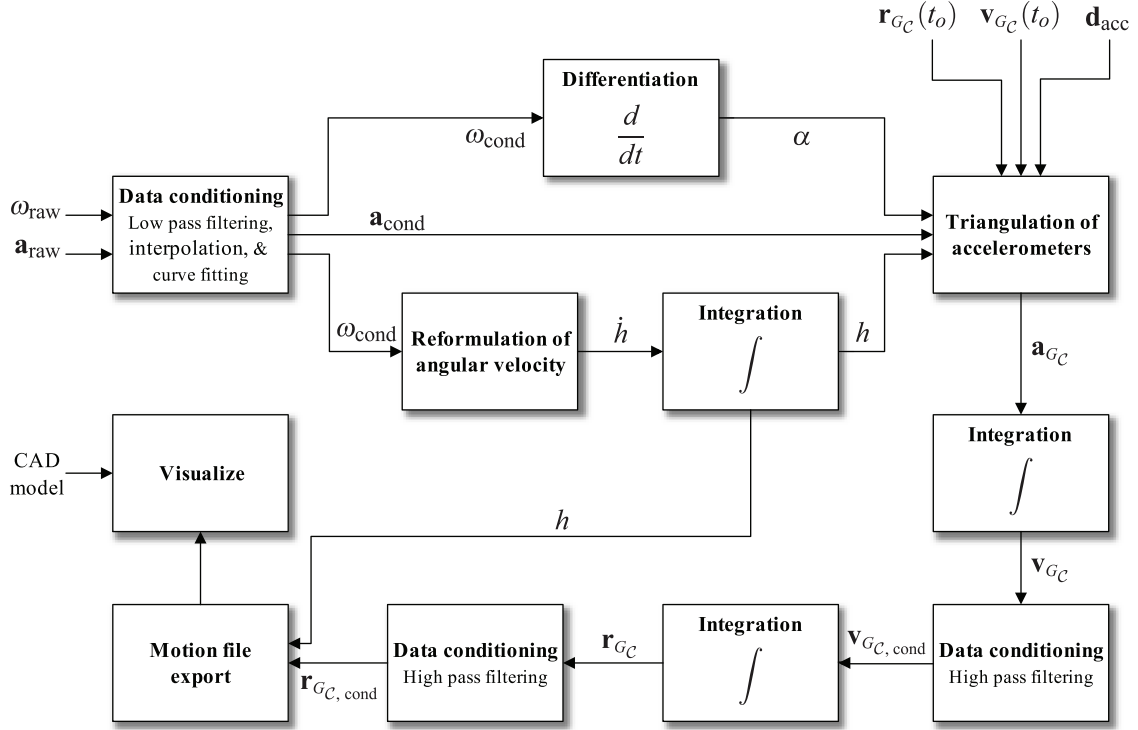 𝐫_{G_𝒞}(t_o) 𝐯_{G_𝒞}(t_o) 𝐝_acc
Differentiation
d
dt
ω_cond
α
Data conditioning
Low pass filtering,
interpolation, &
curve fitting
ω_raw
𝐚_raw
𝐚_cond
Triangulation of
accelerometers
ω_cond
Reformulation of
angular velocity
ḣ
Integration
∫
h
𝐚_{G_𝒞}
CAD
model
Visualize
Integration
∫
h
𝐯_{G_𝒞}
Motion file
export
𝐫_{G_𝒞, cond}
Data conditioning
High pass filtering
𝐫_{G_𝒞}
Integration
∫
𝐯_{G_𝒞, cond}
Data conditioning
High pass filtering